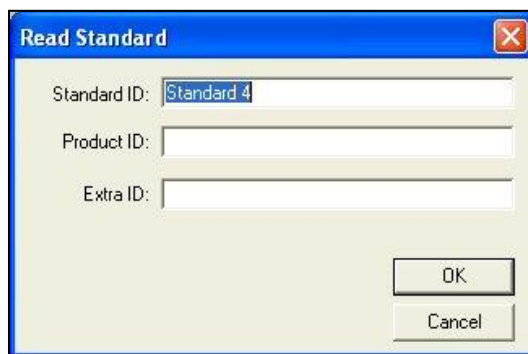 Read Standard
Standard ID: Standard 4
Product ID:
Extra ID:
OK
Cancel